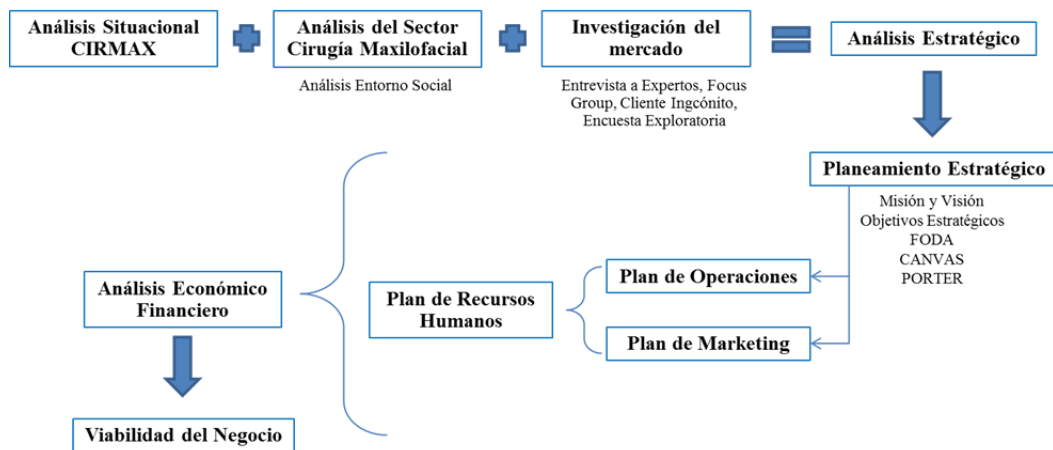 Análisis Situacional
CIRMAX
Análisis del Sector
Cirugía Maxilofacial
Análisis Entorno Social
Investigación del
mercado
Entrevista a Expertos, Focus
Group, Cliente Ingcónito,
Encuesta Exploratoria
Análisis Estratégico
Planeamiento Estratégico
Misión y Visión
Objetivos Estratégicos
FODA
CANVAS
PORTER
Plan de Operaciones
Plan de Marketing
Plan de Recursos
Humanos
Análisis Económico
Financiero
Viabilidad del Negocio